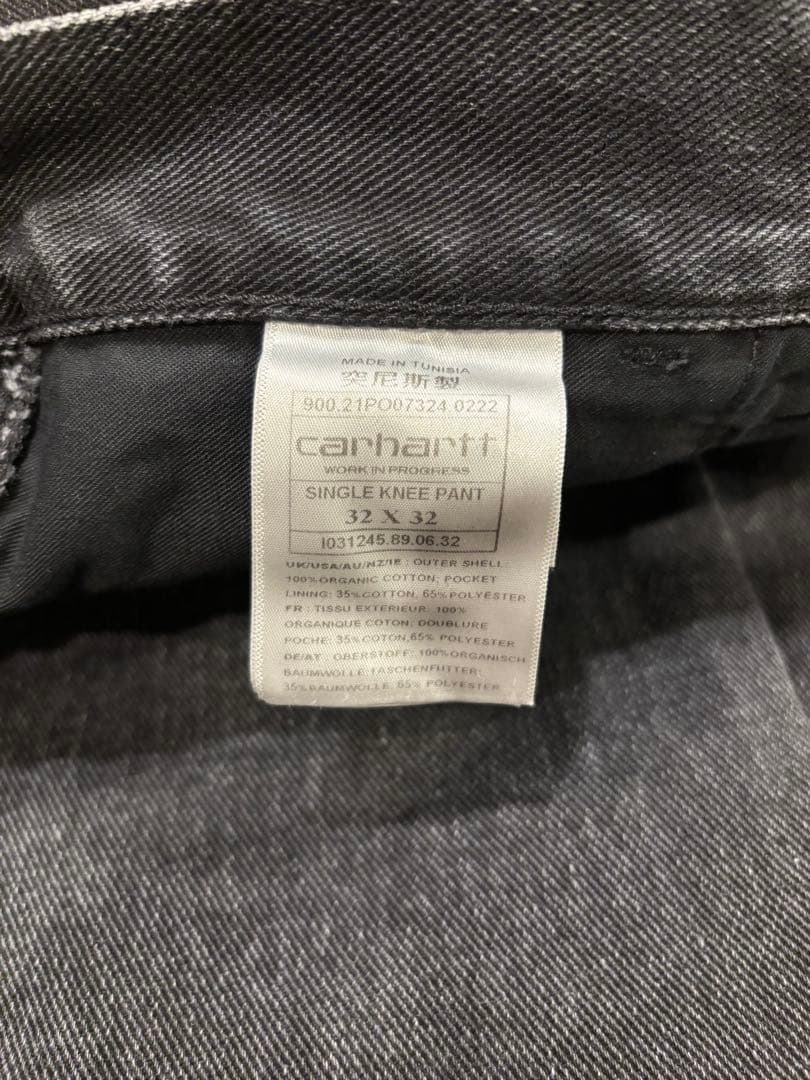 MADE IN TUNISIA
突尼斯製
900.21PO07324.0222
carhartt
WORK IN PROGRESS
SINGLE KNEE PANT
32 X 32
I031245.89.06.32
UK/USA/AU/NZ/IE : OUTER SHELL:
100%ORGANIC COTTON; POCKET
LINING: 35%COTTON, 65%POLYESTER
FR : TISSU EXTERIEUR: 100%
ORGANIQUE COTON; DOUBLURE
POCHE: 35%COTON,65% POLYESTER
DE/AT : OBERSTOFF: 100%ORGANISCH
BAUMWOLLE; TASCHENFUTTER:
35%BAUMWOLLE, 65% POLYESTER